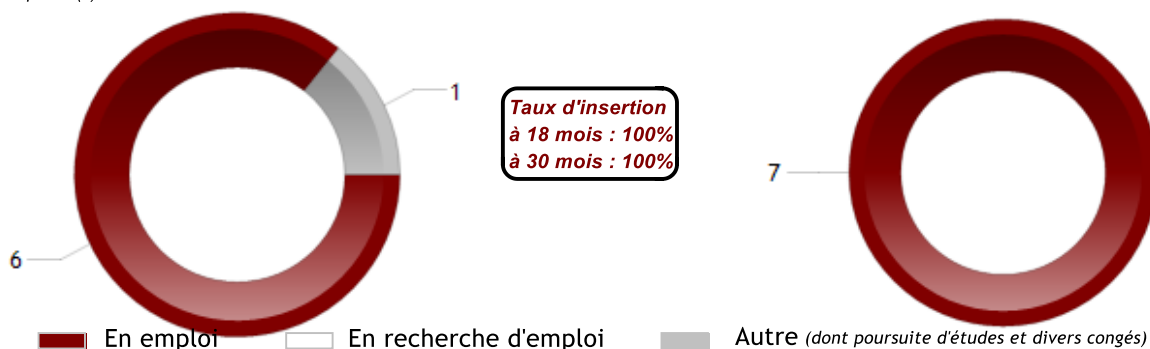 1
Taux d'insertion
à 18 mois : 100%
à 30 mois : 100%
7
6
En emploi
En recherche d'emploi
Autre (dont poursuite d'études et divers congés)